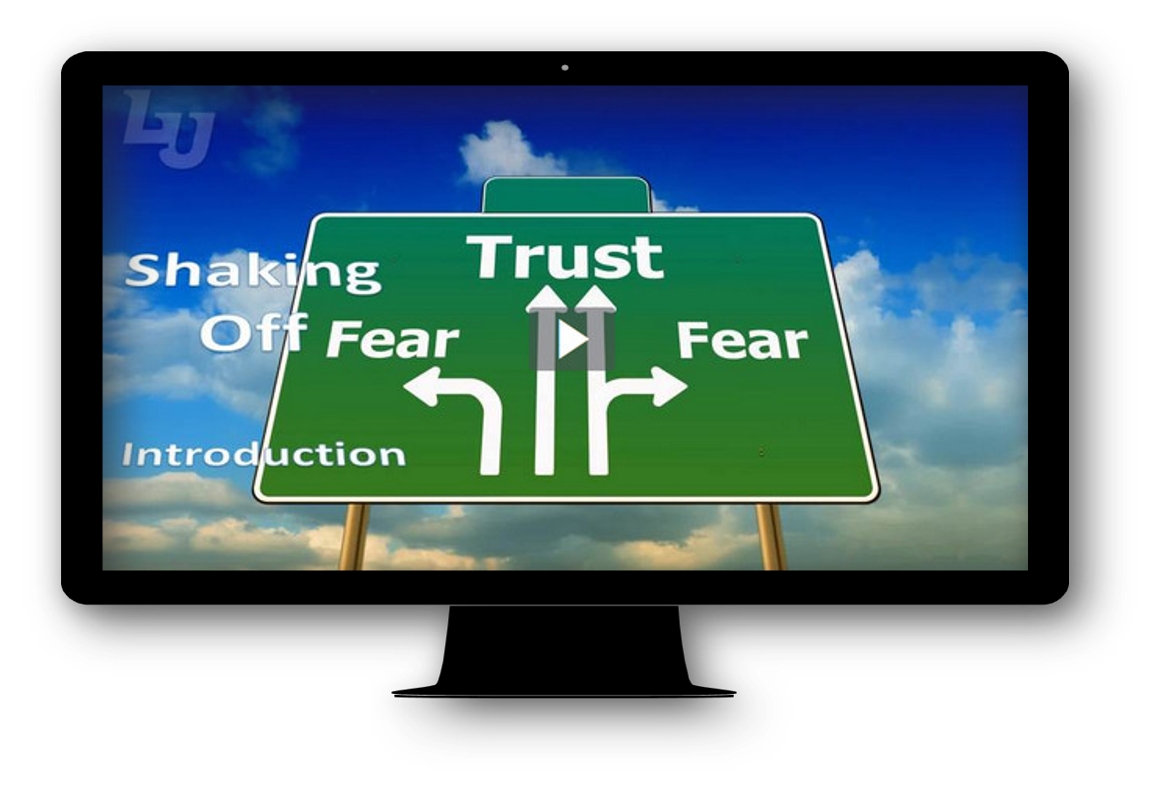 LU
Trust
Shaking
Off
Fear
Fear
Introduction